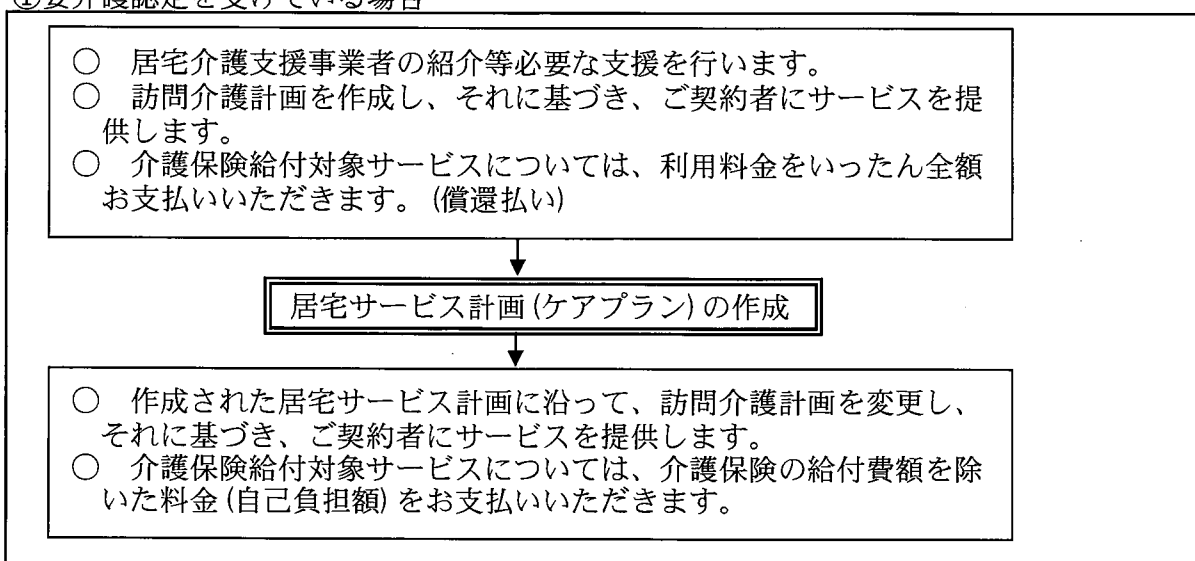 ①要介護認定を受けている場合
○ 居宅介護支援事業者の紹介等必要な支援を行います。
○ 訪問介護計画を作成し、それに基づき、ご契約者にサービスを提
供します。
○ 介護保険給付対象サービスについては、利用料金をいったん全額
お支払いいただきます。(償還払い)
居宅サービス計画(ケアプラン)の作成
○ 作成された居宅サービス計画に沿って、訪問介護計画を変更し、
それに基づき、ご契約者にサービスを提供します。
○ 介護保険給付対象サービスについては、介護保険の給付費額を除
いた料金(自己負担額)をお支払いいただきます。